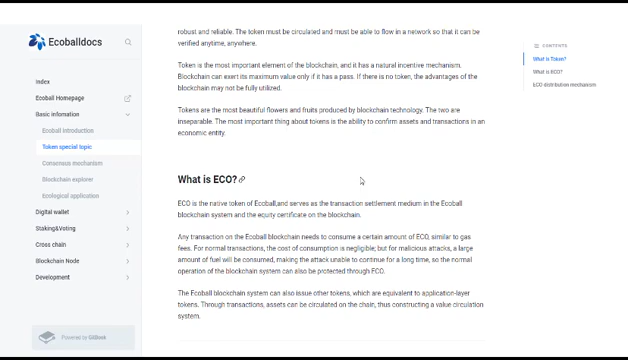 robust and reliable. The token must be circulated and must be able to flow in a network so that it can be
verified anytime, anywhere.
Token is the most important element of the blockchain, and it has a natural incentive mechanism.
Blockchain can exert its maximum value only if it has a pass. If there is no token, the advantages of the
blockchain may not be fully utilized.
Tokens are the most beautiful flowers and fruits produced by blockchain technology. The two are
inseparable. The most important thing about tokens is the ability to confirm assets and transactions in an
economic entity.
What is ECO?
ECO is the native token of Ecoball,and serves as the transaction settlement medium in the Ecoball
blockchain system and the equity certificate on the blockchain.
Any transaction on the Ecoball blockchain needs to consume a certain amount of ECO, similar to gas
fees. For normal transactions, the cost of consumption is negligible; but for malicious attacks, a large
amount of fuel will be consumed, making the attack unable to continue for a long time, so the normal
operation of the blockchain system can also be protected through ECO.
The Ecoball blockchain system can also issue other tokens, which are equivalent to application-layer
tokens. Through transactions, assets can be circulated on the chain, thus constructing a value circulation
system.
Ecoballdocs
Index
Ecoball Homepage
Basic infomation
Ecoball Introduction
Token special topic
Consensus mechanism
Blockchain explorer
Ecological application
Digital wallet
Staking&Voting
Cross chain
Blockchain Node
Development
Powered by GitBook
CONTENTS
What is Token?
What is ECO?
ECO distribution mechanism